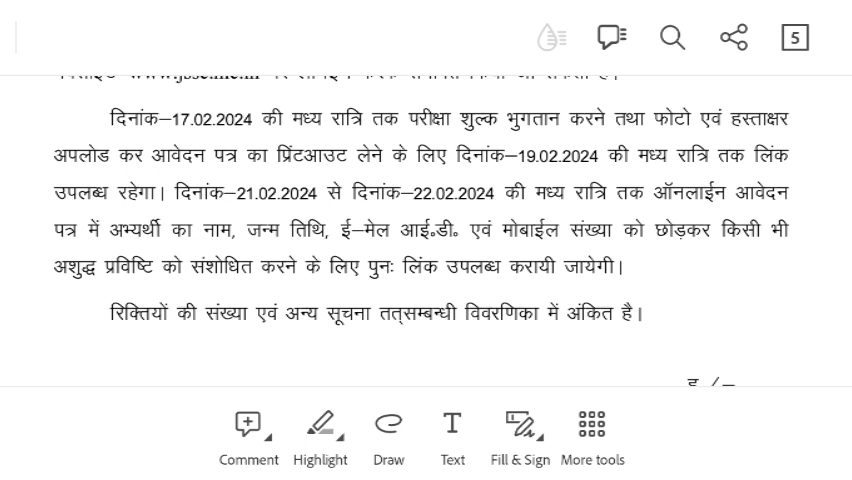 5
दिनांक–17.02.2024 की मध्य रात्रि तक परीक्षा शुल्क भुगतान करने तथा फोटो एवं हस्ताक्षर
अपलोड कर आवेदन पत्र का प्रिंटआउट लेने के लिए दिनांक–19.02.2024 की मध्य रात्रि तक लिंक
उपलब्ध रहेगा। दिनांक–21.02.2024 से दिनांक–22.02.2024 की मध्य रात्रि तक ऑनलाईन आवेदन
पत्र में अभ्यर्थी का नाम, जन्म तिथि, ई–मेल आई॰डी॰ एवं मोबाईल संख्या को छोड़कर किसी भी
अशुद्ध प्रविष्टि को संशोधित करने के लिए पुनः लिंक उपलब्ध करायी जायेगी।
रिक्तियों की संख्या एवं अन्य सूचना तत्सम्बन्धी विवरणिका में अंकित है।
Comment Highlight Draw Text Fill & Sign More tools